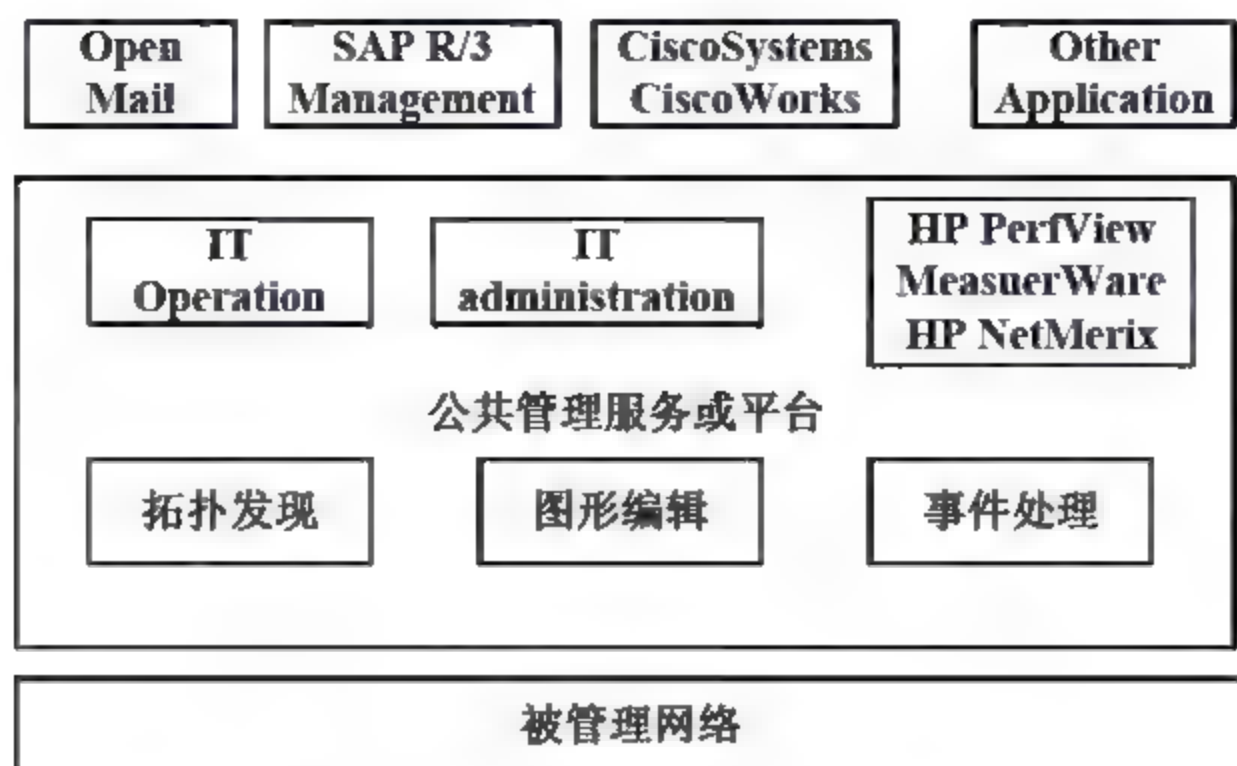 Open
Mail
SAP R/3
Management
CiscoSystems
CiscoWorks
Other
Application
IT
Operation
IT
administration
HP PerfView
MeasuerWare
HP NetMerix
公共管理服务或平台
拓扑发现
图形编辑
事件处理
被管理网络